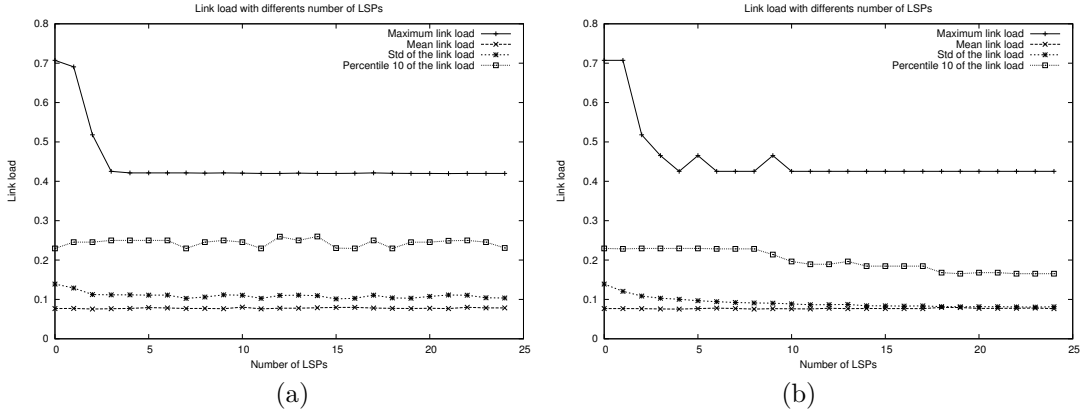 Link load with differents number of LSPs
Maximum link load
Mean link load
Std of the link load
Percentile 10 of the link load
0.8
0.7
0.6
0.5
0.4
0.3
0.2
0.1
0
Link load
0 5 10 15 20 25
Number of LSPs
(a)
Link load with differents number of LSPs
Maximum link load
Mean link load
Std of the link load
Percentile 10 of the link load
0.8
0.7
0.6
0.5
0.4
0.3
0.2
0.1
0
Link load
0 5 10 15 20 25
Number of LSPs
(b)